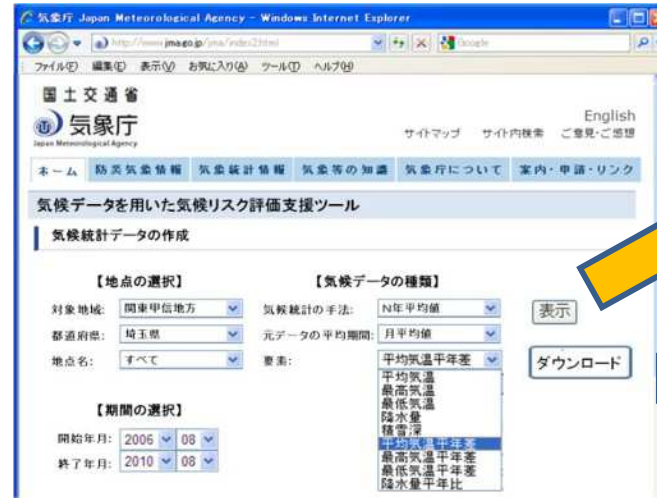 気象庁 Japan Meteorological Agency - Windows Internet Explorer
http://www.jma.go.jp/jma/index2.html
Google
ファイル(F) 編集(E) 表示(V) お気に入り(A) ツール(T) ヘルプ(H)
国土交通省
気象庁
Japan Meteorological Agency
English
サイトマップ サイト内検索 ご意見・ご感想
ホーム 防災気象情報 気象統計情報 気象等の知識 気象庁について 案内・申請・リンク
気候データを用いた気候リスク評価支援ツール
気候統計データの作成
【地点の選択】 【気候データの種類】
対象地域: 関東甲信地方 気候統計の手法: N年平均値 表示
都道府県: 埼玉県 元データの平均期間: 月平均値
地点名: すべて 要素: 平均気温平年差 ダウンロード
平均気温
最高気温
最低気温
降水量
積雪深
平均気温平年差
最高気温平年差
最低気温平年差
降水量平年比
【期間の選択】
開始年月: 2006 08
終了年月: 2010 08